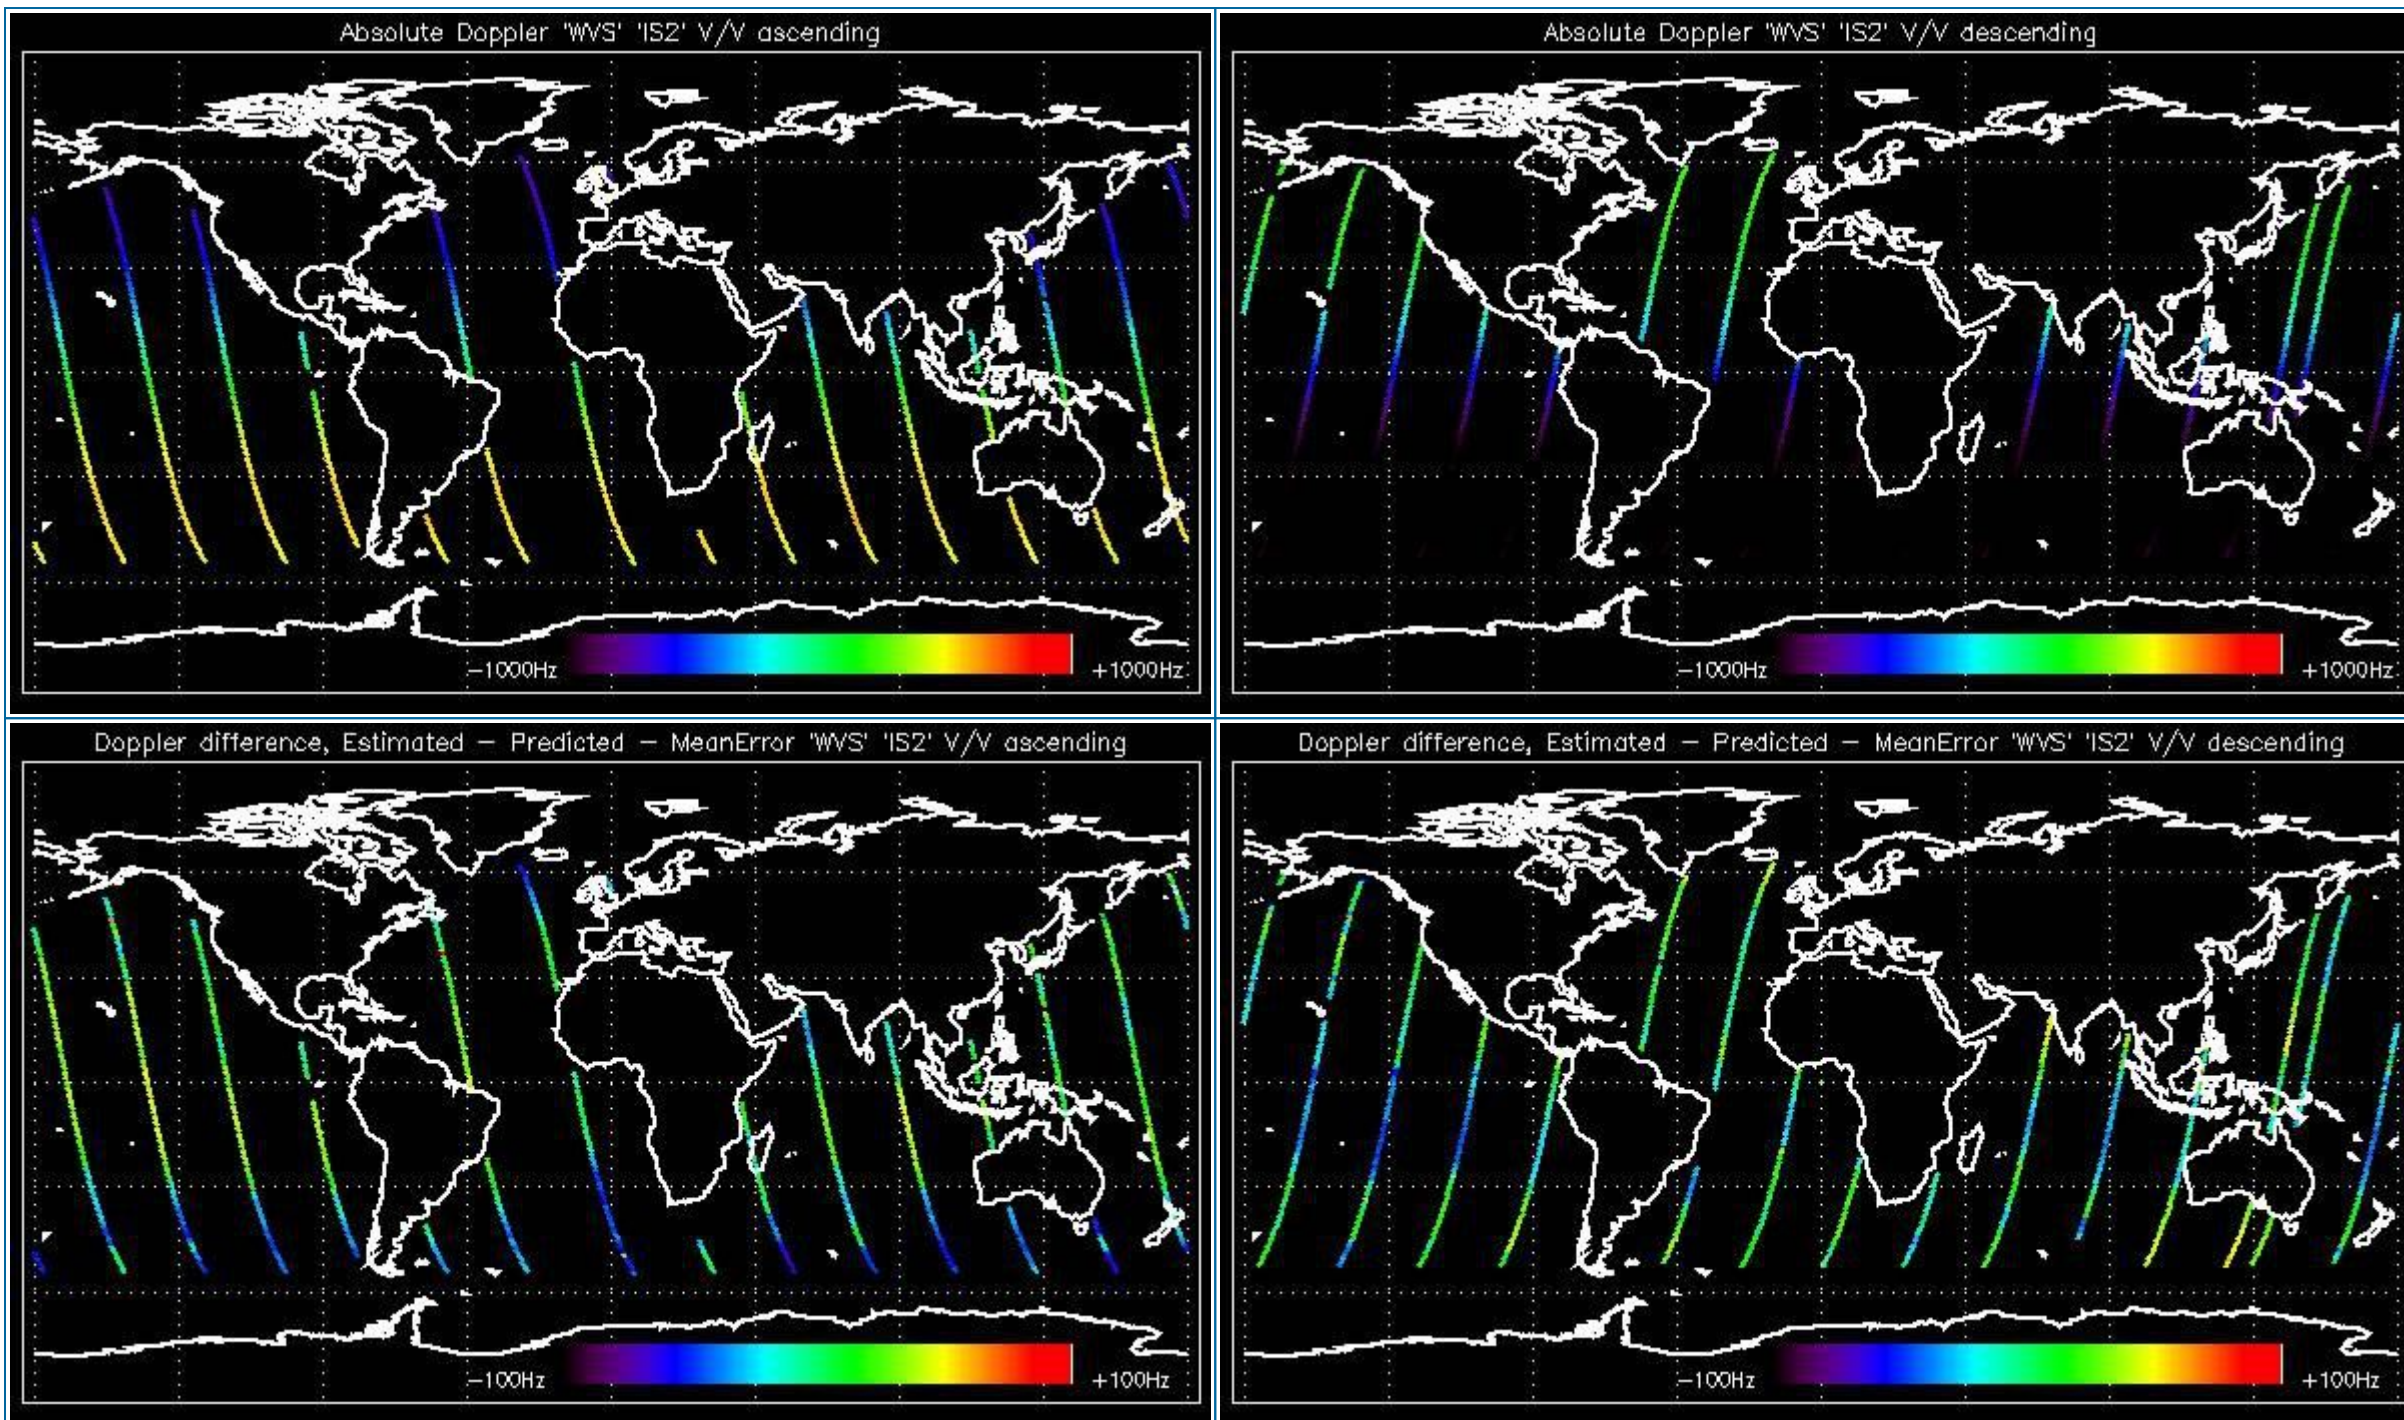 Absolute Doppler 'WVS' 'IS2' V/V ascending
-1000Hz
+1000Hz
Absolute Doppler 'WVS' 'IS2' V/V descending
-1000Hz
+1000Hz
Doppler difference, Estimated - Predicted - MeanError 'WVS' 'IS2' V/V ascending
-100Hz
+100Hz
Doppler difference, Estimated - Predicted - MeanError 'WVS' 'IS2' V/V descending
-100Hz
+100Hz